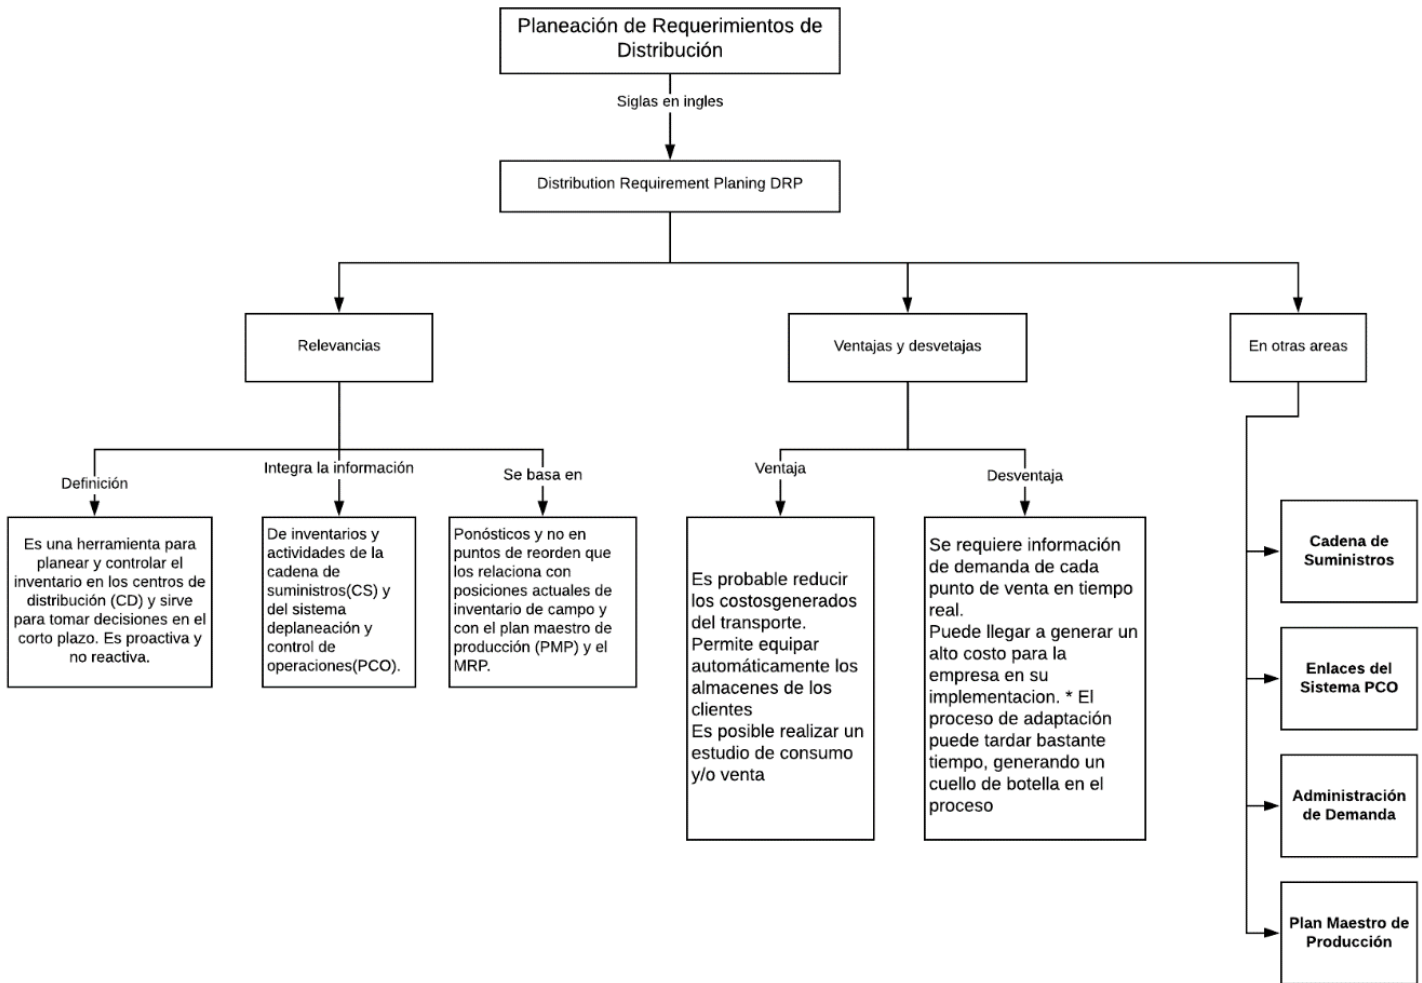 Planeación de Requerimientos de
Distribución
Siglas en ingles
Distribution Requirement Planing DRP
Relevancias
Ventajas y desvetajas
En otras areas
Definición
Integra la información
Se basa en
Ventaja
Desventaja
Es una herramienta para
planear y controlar el
inventario en los centros de
distribución (CD) y sirve
para tomar decisiones en el
corto plazo. Es proactiva y
no reactiva.
De inventarios y
actividades de la
cadena de
suministros(CS) y
del sistema
deplaneación y
control de
operaciones(PCO).
Ponósticos y no en
puntos de reorden que
los relaciona con
posiciones actuales de
inventario de campo y
con el plan maestro de
producción (PMP) y el
MRP.
Es probable reducir
los costosgenerados
del transporte.
Permite equipar
automáticamente los
almacenes de los
clientes
Es posible realizar un
estudio de consumo
y/o venta
Se requiere información
de demanda de cada
punto de venta en tiempo
real.
Puede llegar a generar un
alto costo para la
empresa en su
implementacion. * El
proceso de adaptación
puede tardar bastante
tiempo, generando un
cuello de botella en el
proceso
Cadena de
Suministros
Enlaces del
Sistema PCO
Administración
de Demanda
Plan Maestro de
Producción